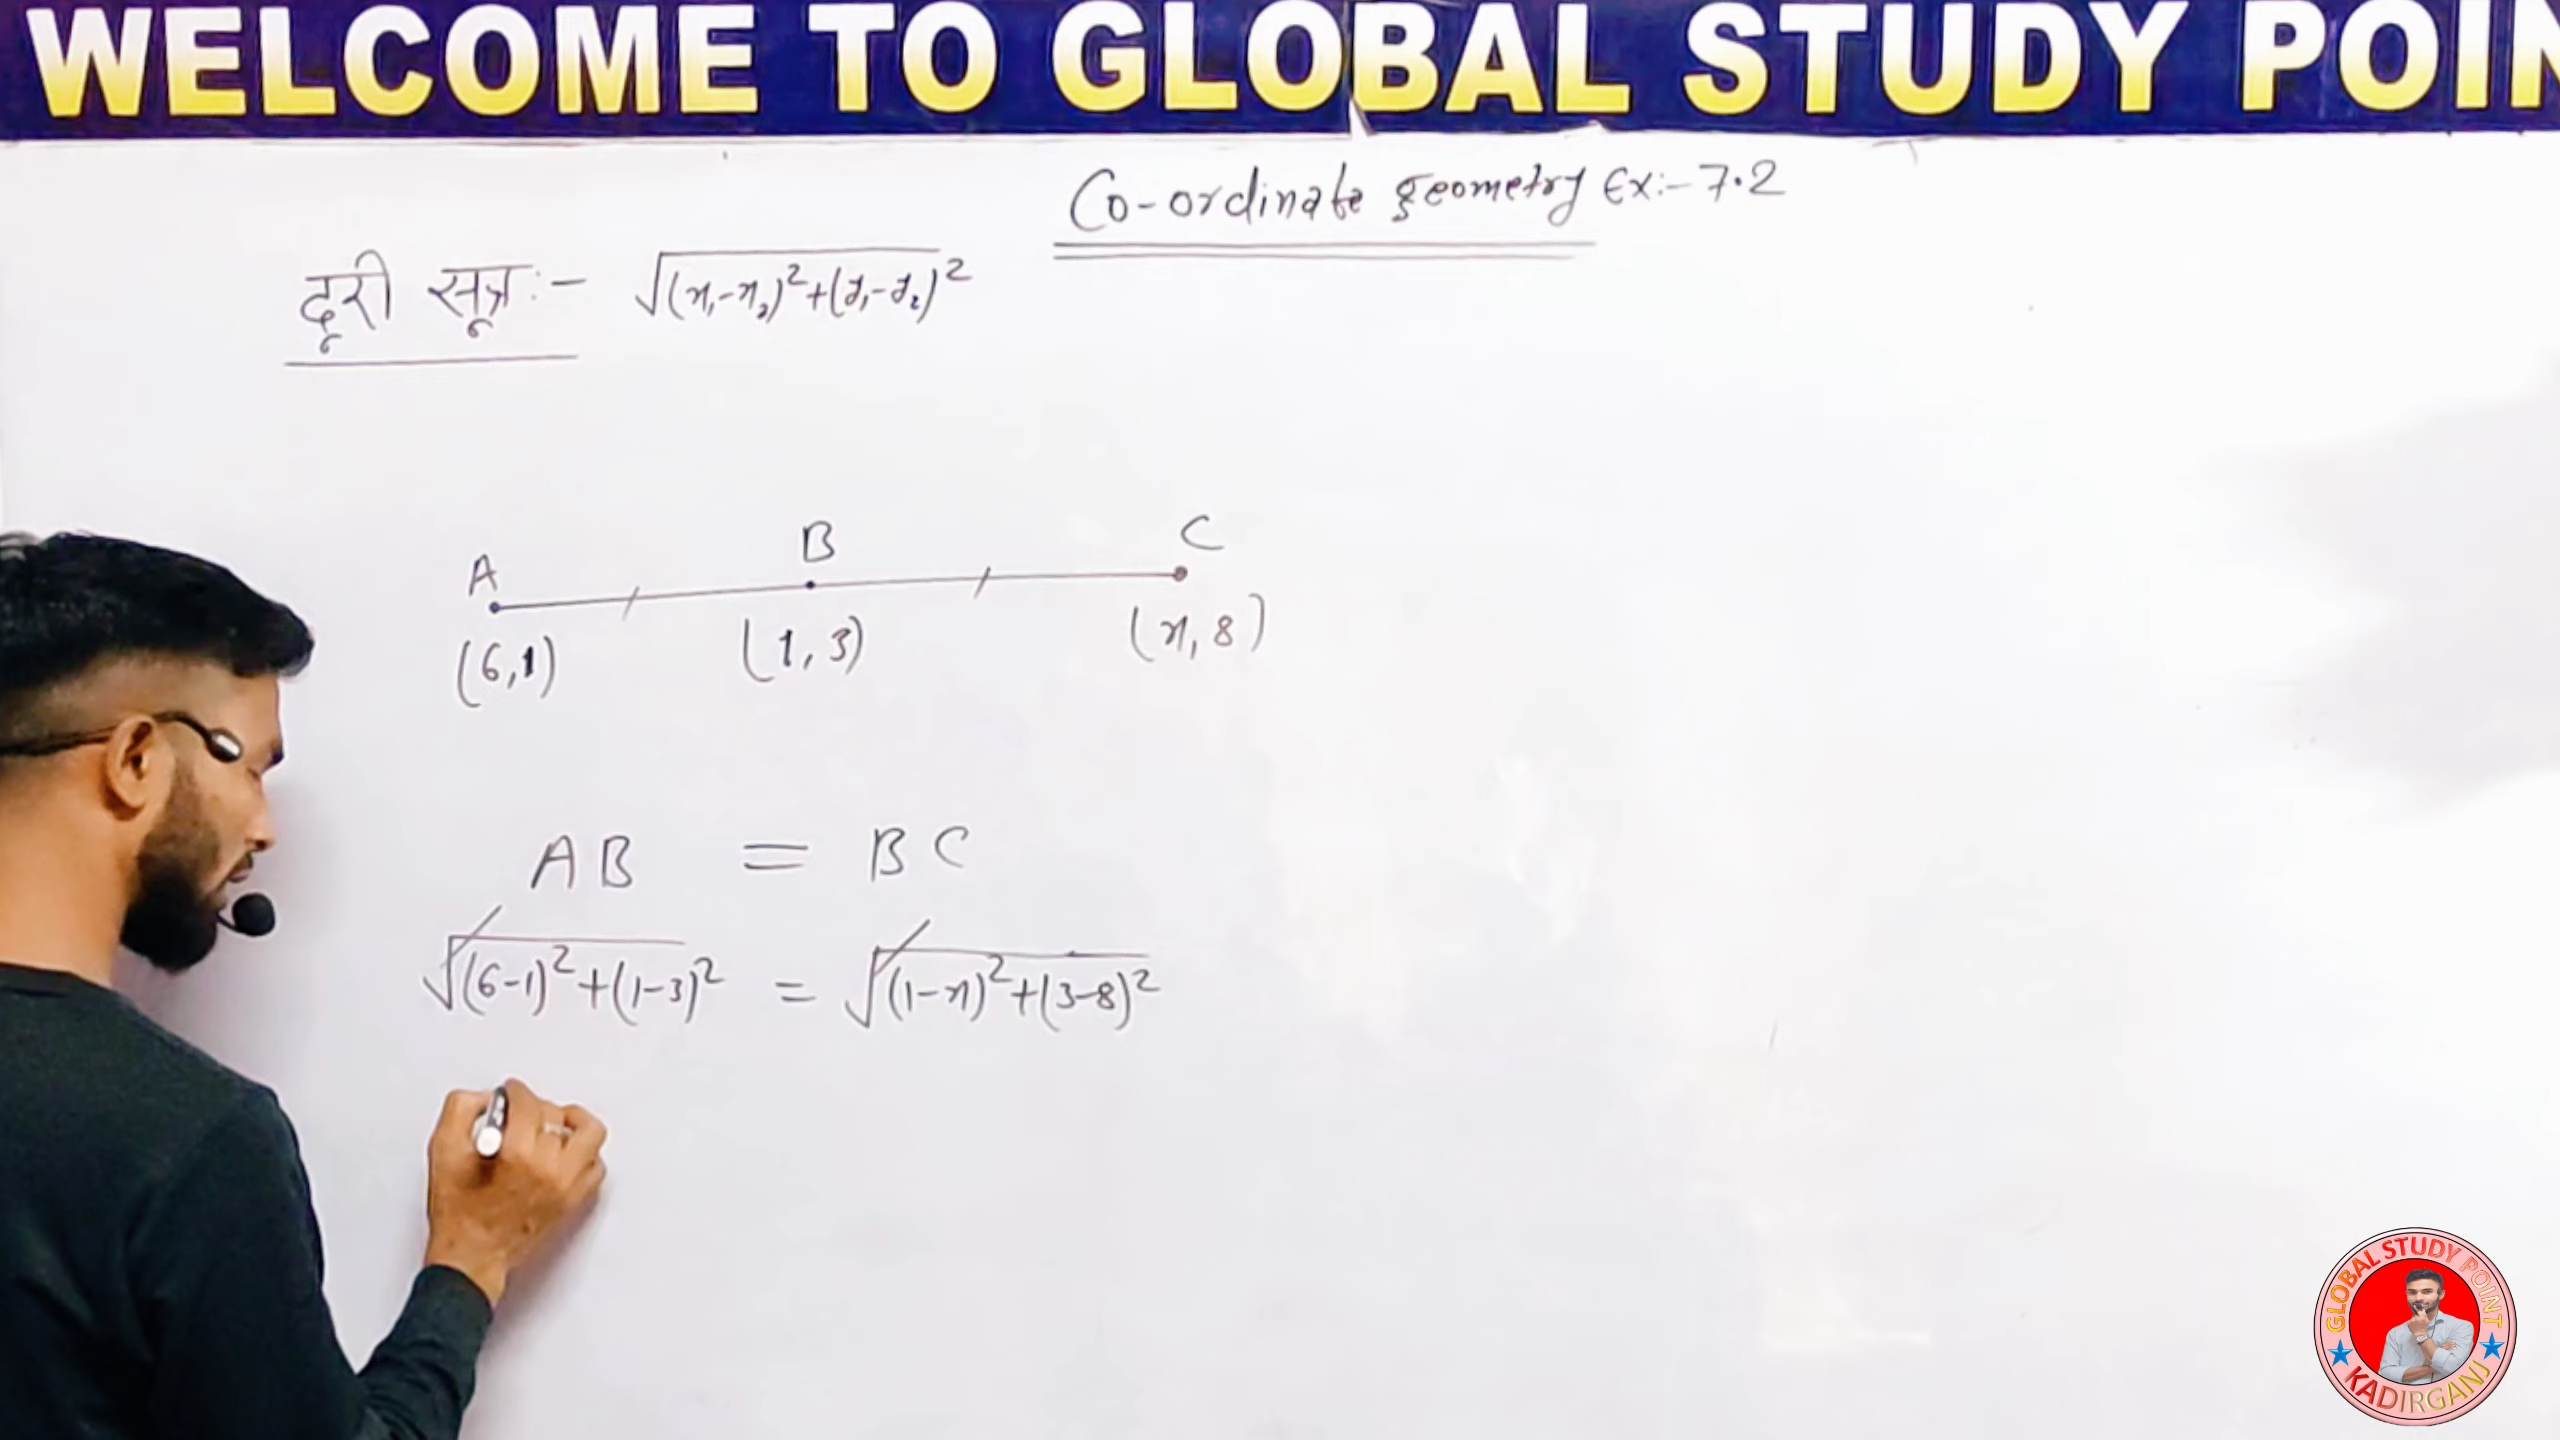 WELCOME TO GLOBAL STUDY POIN
Co-ordinate geometry Ex:- 7.2
दूरी सूत्र :- √(x₁-x₂)²+(y₁-y₂)²
A B C
(6,1) (1,3) (x,8)
AB = BC
√(6-1)²+(1-3)² = √(1-x)²+(3-8)²
GLOBAL STUDY POINT
KADIRGANJ